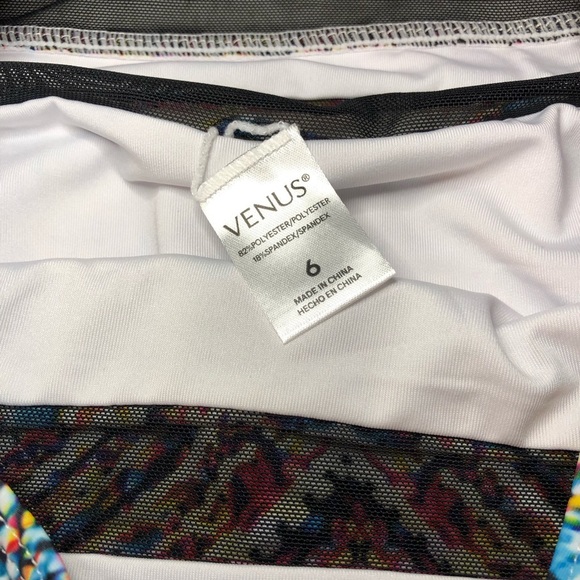 VENUS®
82%POLYESTER/POLYESTER
18%SPANDEX/SPANDEX
6
MADE IN CHINA
HECHO EN CHINA